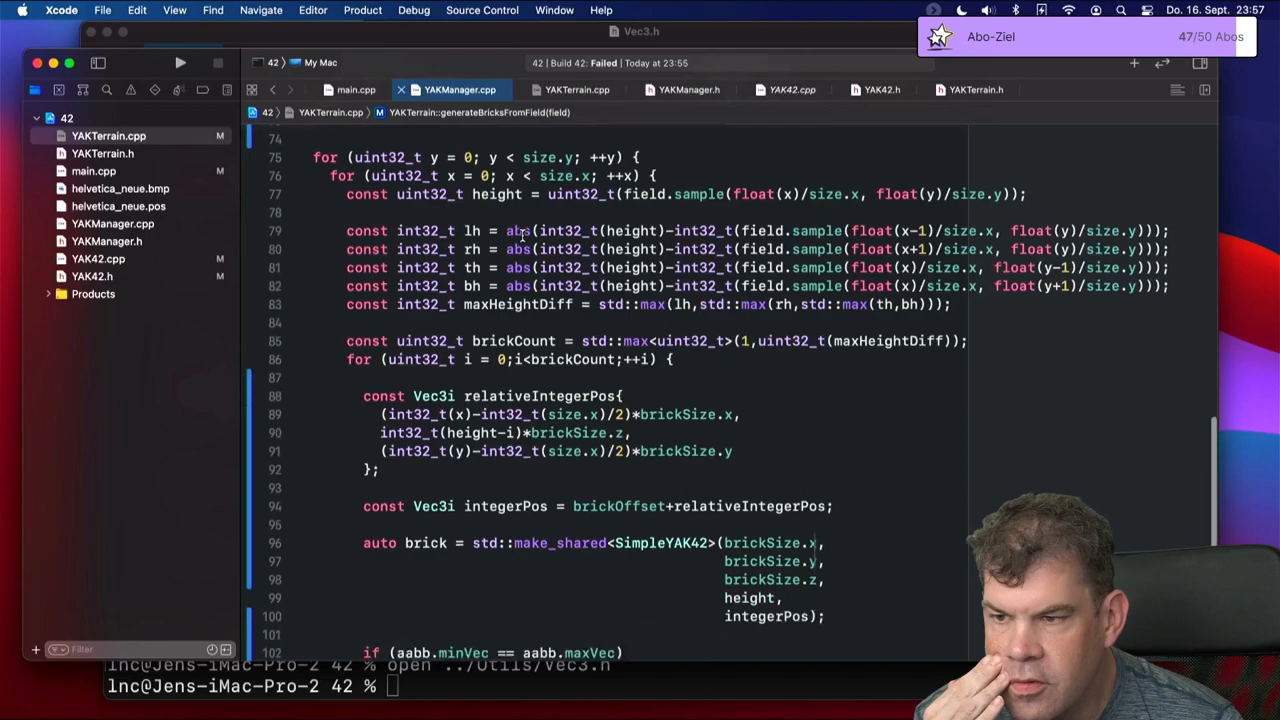 Xcode File Edit View Find Navigate Editor Product Debug Source Control Window Help Do. 16. Sept. 23:57
Vec3.h
Abo-Ziel 47/50 Abos
42 My Mac 42 | Build 42: Failed | Today at 23:55
main.cpp YAKManager.cpp YAKTerrain.cpp YAKManager.h YAK42.cpp YAK42.h YAKTerrain.h
42 YAKTerrain.cpp M YAKTerrain::generateBricksFromField(field)
42
YAKTerrain.cpp M
YAKTerrain.h
main.cpp M
helvetica_neue.bmp
helvetica_neue.pos
YAKManager.cpp
YAKManager.h
YAK42.cpp M
YAK42.h M
Products
Filter
74
75 for (uint32_t y = 0; y < size.y; ++y) {
76 for (uint32_t x = 0; x < size.x; ++x) {
77 const uint32_t height = uint32_t(field.sample(float(x)/size.x, float(y)/size.y));
78
79 const int32_t lh = abs(int32_t(height)-int32_t(field.sample(float(x-1)/size.x, float(y)/size.y)));
80 const int32_t rh = abs(int32_t(height)-int32_t(field.sample(float(x+1)/size.x, float(y)/size.y)));
81 const int32_t th = abs(int32_t(height)-int32_t(field.sample(float(x)/size.x, float(y-1)/size.y)));
82 const int32_t bh = abs(int32_t(height)-int32_t(field.sample(float(x)/size.x, float(y+1)/size.y)));
83 const int32_t maxHeightDiff = std::max(lh,std::max(rh,std::max(th,bh)));
84
85 const uint32_t brickCount = std::max<uint32_t>(1,uint32_t(maxHeightDiff));
86 for (uint32_t i = 0;i<brickCount;++i) {
87
88 const Vec3i relativeIntegerPos{
89 (int32_t(x)-int32_t(size.x)/2)*brickSize.x,
90 int32_t(height-i)*brickSize.z,
91 (int32_t(y)-int32_t(size.x)/2)*brickSize.y
92 };
93
94 const Vec3i integerPos = brickOffset+relativeIntegerPos;
95
96 auto brick = std::make_shared<SimpleYAK42>(brickSize.x,
97 brickSize.y,
98 brickSize.z,
99 height,
100 integerPos);
101
102 if (aabb.minVec == aabb.maxVec)
lnc@Jens-iMac-Pro-2 42 % open ../Utils/Vec3.h
lnc@Jens-iMac-Pro-2 42 %